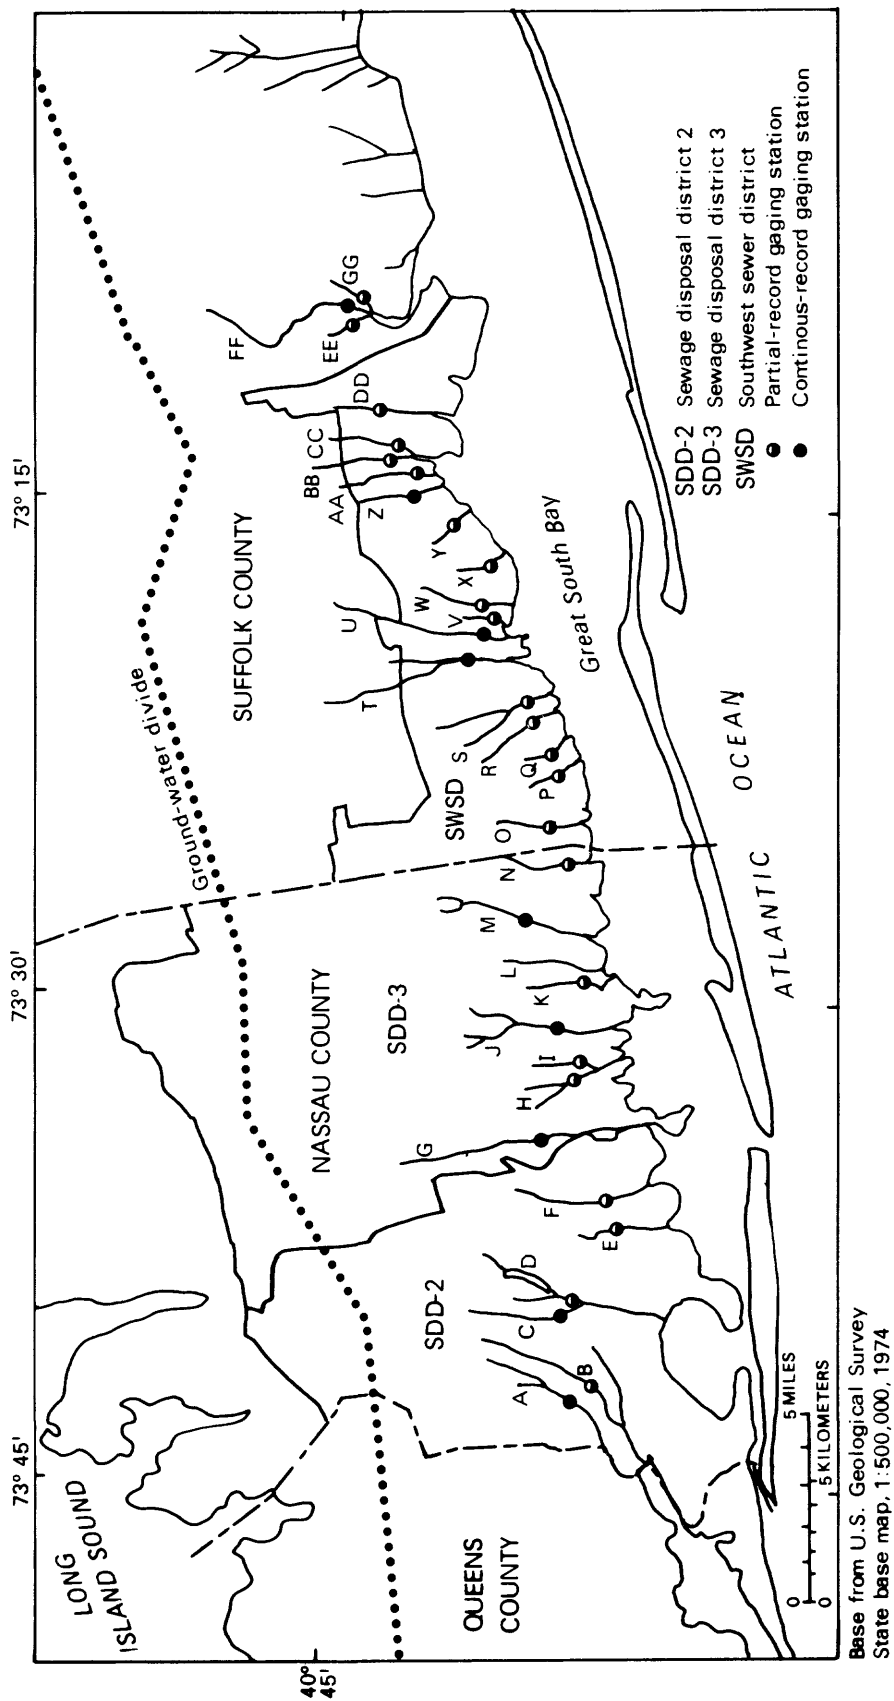 73° 45'
73° 30'
73° 15'
40°
45'
LONG
ISLAND SOUND
Ground-water divide
QUEENS
COUNTY
NASSAU COUNTY
SUFFOLK COUNTY
SDD-2
SDD-3
SWSD
A
B
C
D
E
F
G
H
I
J
K
L
M
N
O
P
Q
R
S
T
U
V
W
X
Y
Z
AA
BB
CC
DD
EE
FF
GG
Great South Bay
ATLANTIC OCEAN
0 5 MILES
0 5 KILOMETERS
SDD-2 Sewage disposal district 2
SDD-3 Sewage disposal district 3
SWSD Southwest sewer district
Partial-record gaging station
Continous-record gaging station
Base from U.S. Geological Survey
State base map, 1:500,000, 1974